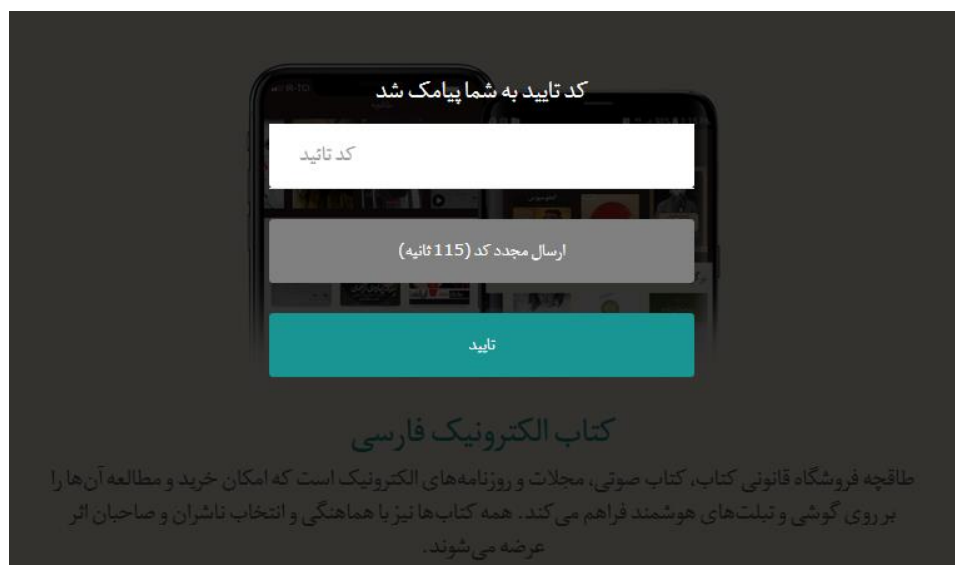 کد تایید به شما پیامک شد
کد تائید
ارسال مجدد کد (115 ثانیه)
تایید
کتاب الکترونیک فارسی
طاقچه فروشگاه قانونی کتاب، کتاب صوتی، مجلات و روزنامه‌های الکترونیک است که امکان خرید و مطالعه آن‌ها را
بر روی گوشی و تبلت‌های هوشمند فراهم می‌کند. همه کتاب‌ها نیز با هماهنگی و انتخاب ناشران و صاحبان اثر
عرضه می‌شوند.